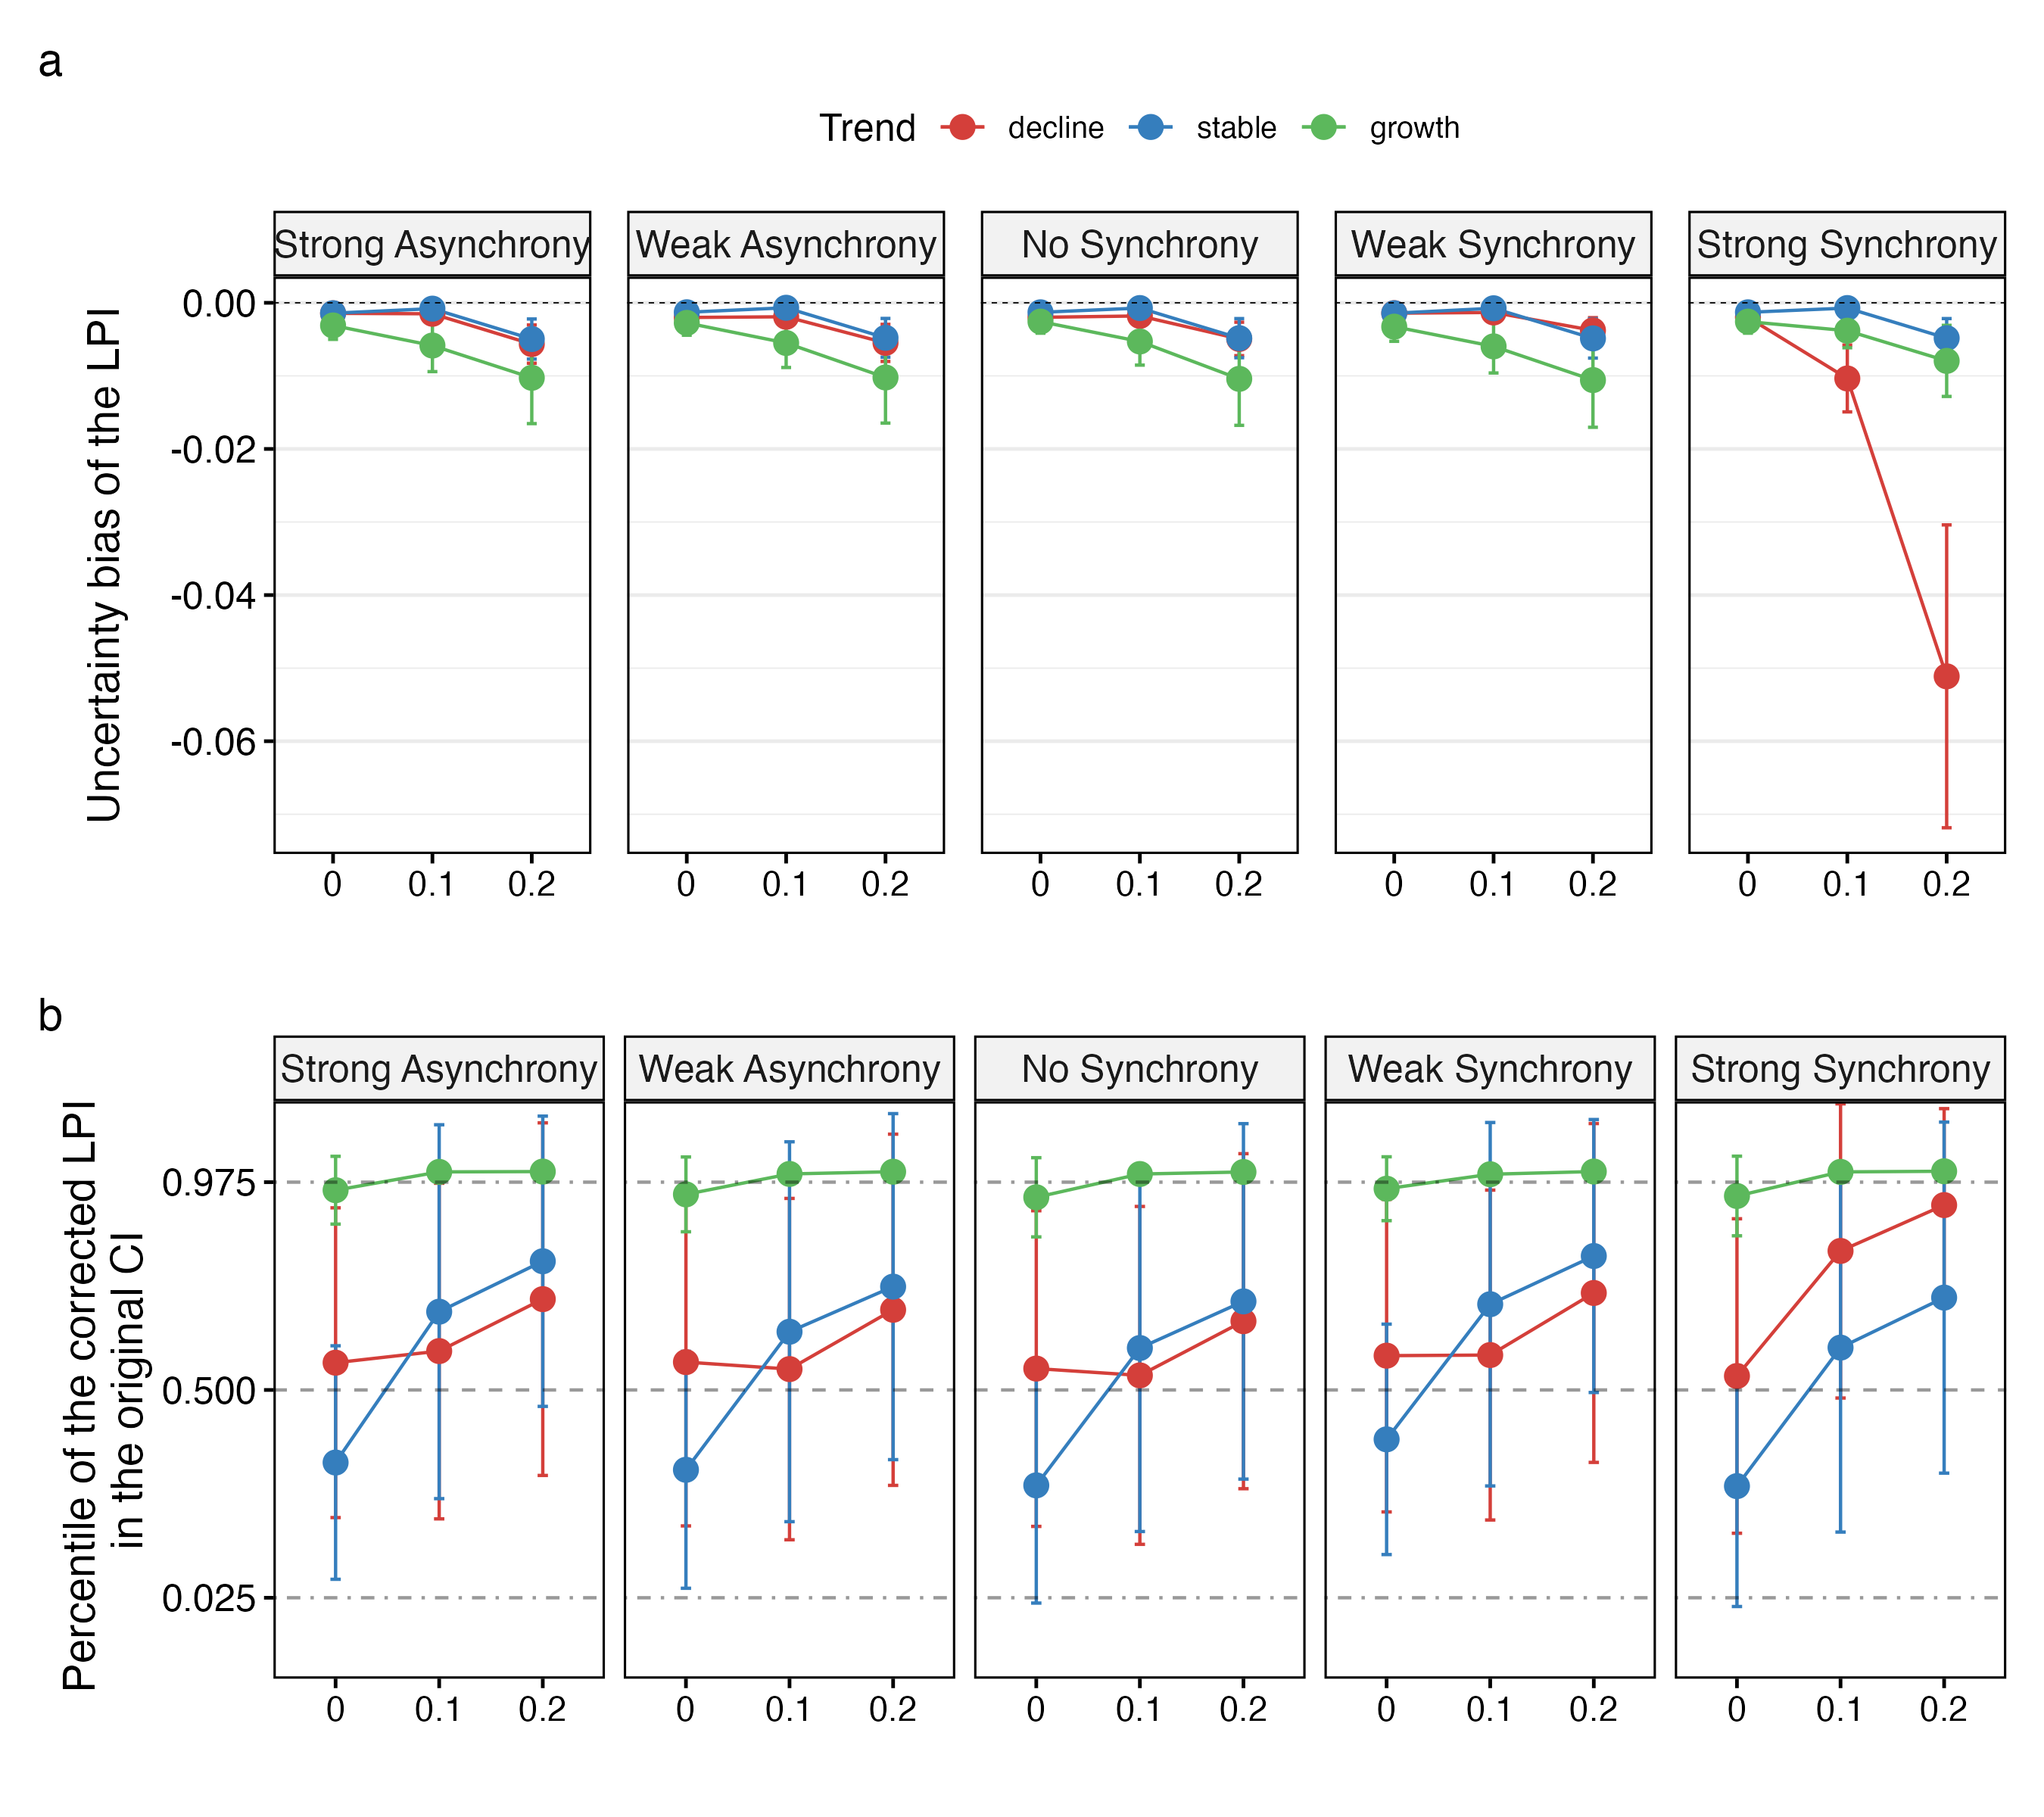 a
Trend decline stable growth
Strong Asynchrony Weak Asynchrony No Synchrony Weak Synchrony Strong Synchrony
Uncertainty bias of the LPI
0.00
-0.02
-0.04
-0.06
0 0.1 0.2 0 0.1 0.2 0 0.1 0.2 0 0.1 0.2 0 0.1 0.2
b
Strong Asynchrony Weak Asynchrony No Synchrony Weak Synchrony Strong Synchrony
Percentile of the corrected LPI
in the original CI
0.975
0.500
0.025
0 0.1 0.2 0 0.1 0.2 0 0.1 0.2 0 0.1 0.2 0 0.1 0.2